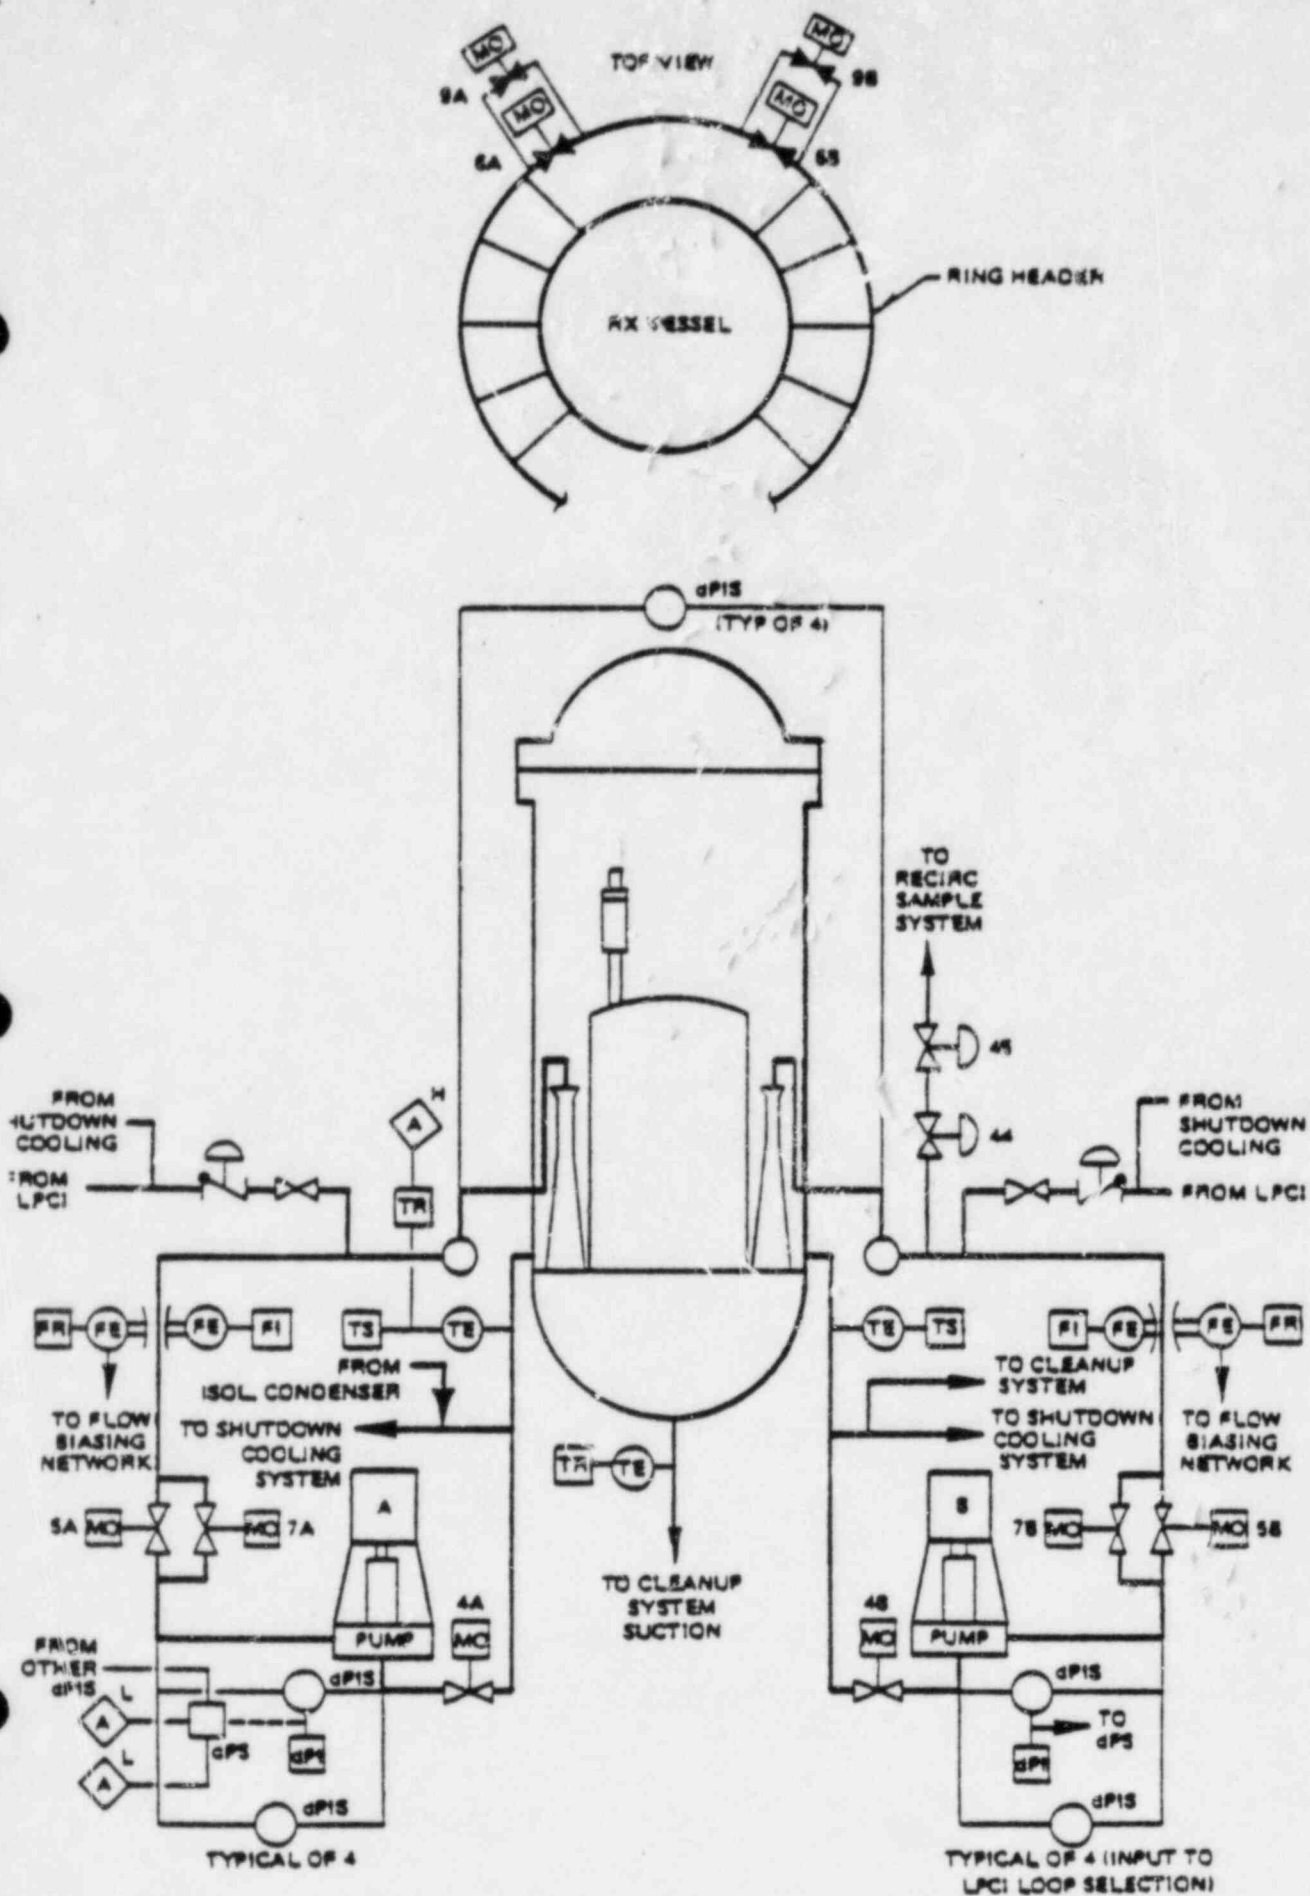 MO
TOP VIEW
MO
9A
9B
MO
MO
6A
RING HEADER
RX VESSEL
dPIS
(TYP OF 4)
TO
RECIRC
SAMPLE
SYSTEM
45
44
H
A
FROM
HUTDOWN
COOLING
FROM
SHUTDOWN
COOLING
FROM
LPCI
FROM LPCI
TR
FR
FE
FE
FI
TS
TE
TE
TS
FI
FE
FE
FR
FROM
ISOL. CONDENSER
TO CLEANUP
SYSTEM
TO FLOW
BIASING
NETWORK
TO SHUTDOWN
COOLING
SYSTEM
TO SHUTDOWN
COOLING
SYSTEM
TO FLOW
BIASING
NETWORK
TR
TE
A
B
5A
MO
MO
7A
7B
MO
MO
5B
TO CLEANUP
SYSTEM
SUCTION
4A
MO
4B
MO
PUMP
PUMP
FROM
OTHER
dPIS
dPIS
dPIS
L
A
dPS
dPI
TO
dPS
dPI
L
A
dPIS
dPIS
TYPICAL OF 4
TYPICAL OF 4 (INPUT TO
LPCI LOOP SELECTION)